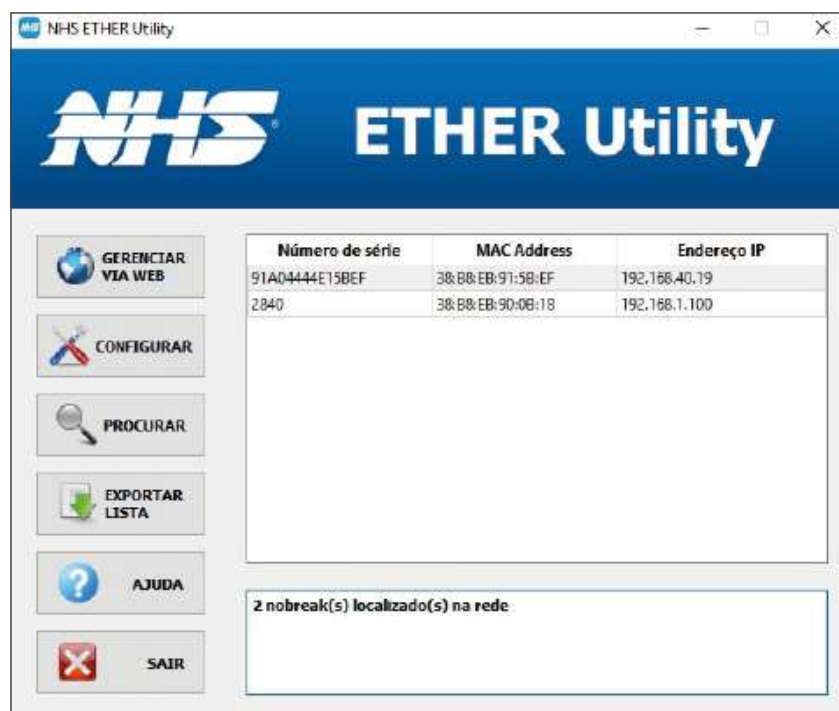 NHS ETHER Utility
NHS ETHER Utility
GERENCIAR
VIA WEB
CONFIGURAR
PROCURAR
EXPORTAR
LISTA
AJUDA
SAIR
Número de série MAC Address Endereço IP
91A04444E15BEF 38:B8:EB:91:5B:EF 192.168.40.19
2840 38:B8:EB:90:0B:18 192.168.1.100
2 nobreak(s) localizado(s) na rede